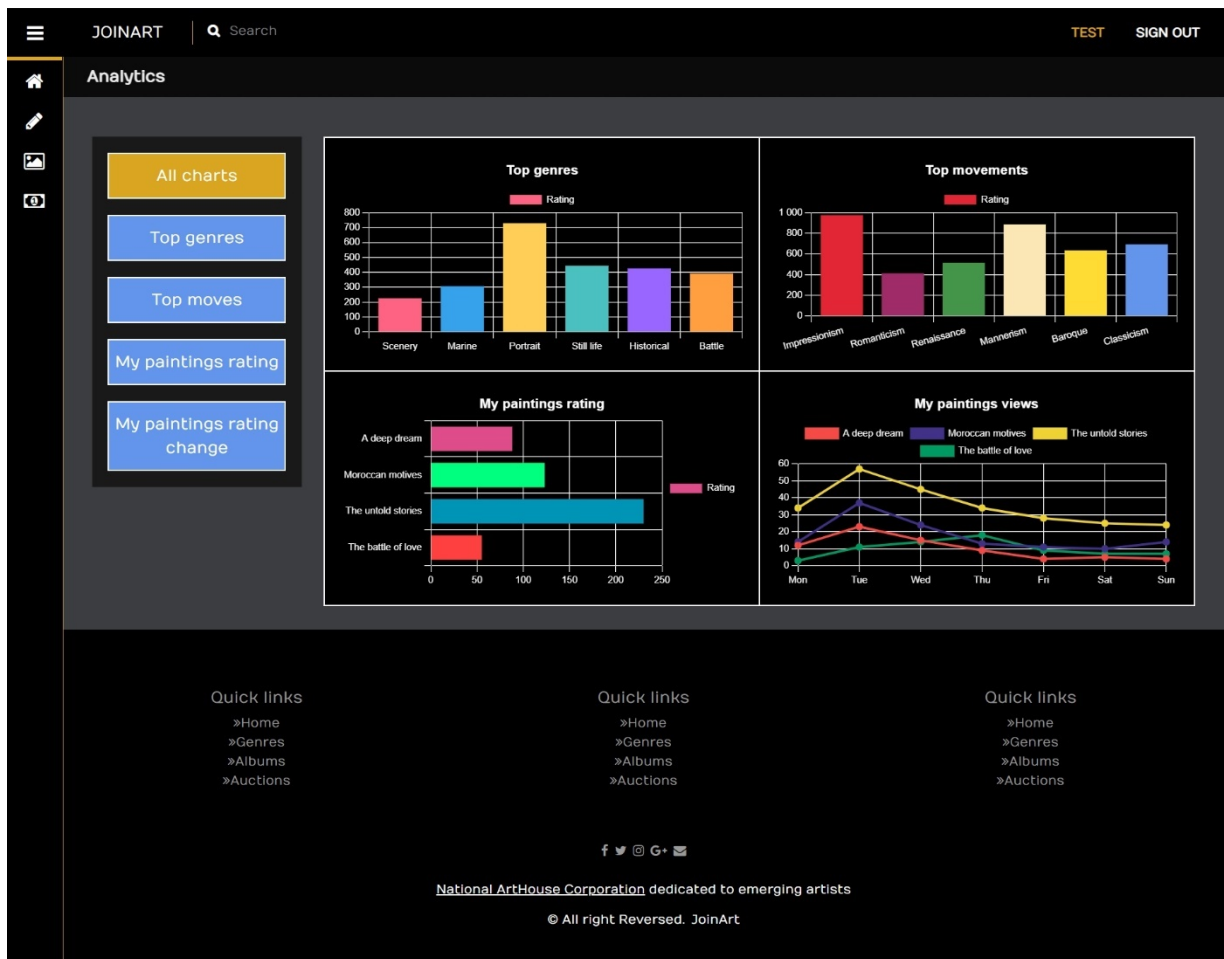 JOINART
Search
TEST
SIGN OUT
Analytics
All charts
Top genres
Top moves
My paintings rating
My paintings rating
change
Top genres
Rating
800
700
600
500
400
300
200
100
0
Scenery Marine Portrait Still life Historical Battle
Top movements
Rating
1 000
800
600
400
200
0
Impressionism Romanticism Renaissance Mannerism Baroque Classicism
My paintings rating
A deep dream
Moroccan motives
The untold stories
The battle of love
0 50 100 150 200 250
Rating
My paintings views
A deep dream Moroccan motives The untold stories
The battle of love
60
50
40
30
20
10
0
Mon Tue Wed Thu Fri Sat Sun
Quick links
»Home
»Genres
»Albums
»Auctions
Quick links
»Home
»Genres
»Albums
»Auctions
Quick links
»Home
»Genres
»Albums
»Auctions
National ArtHouse Corporation dedicated to emerging artists
© All right Reversed. JoinArt